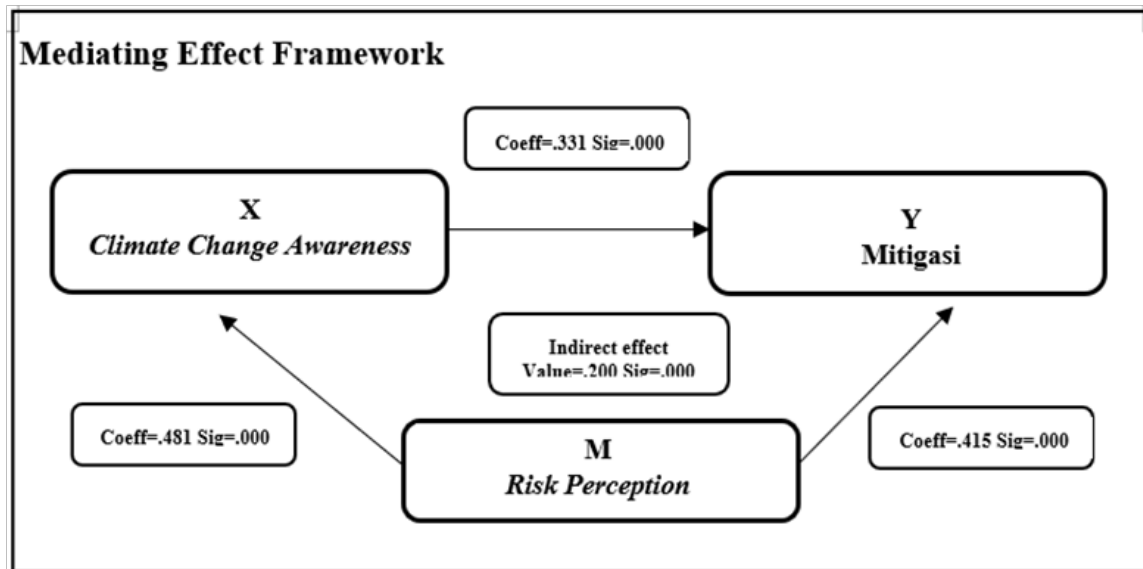 Mediating Effect Framework
Coeff=.331 Sig=.000
X
Climate Change Awareness
Y
Mitigasi
Indirect effect
Value=.200 Sig=.000
Coeff=.481 Sig=.000
Coeff=.415 Sig=.000
M
Risk Perception